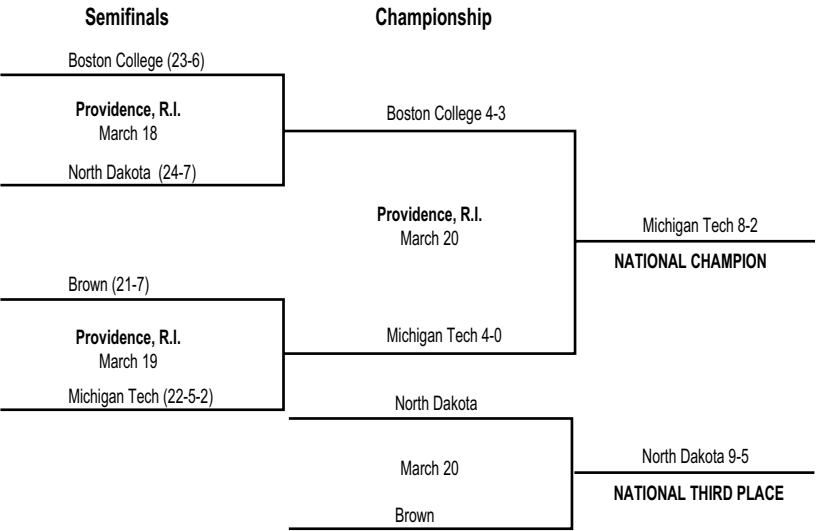 Semifinals
Championship
Boston College (23-6)
Providence, R.I.
March 18
North Dakota (24-7)
Boston College 4-3
Providence, R.I.
March 20
Michigan Tech 8-2
NATIONAL CHAMPION
Brown (21-7)
Providence, R.I.
March 19
Michigan Tech (22-5-2)
Michigan Tech 4-0
North Dakota
March 20
Brown
North Dakota 9-5
NATIONAL THIRD PLACE